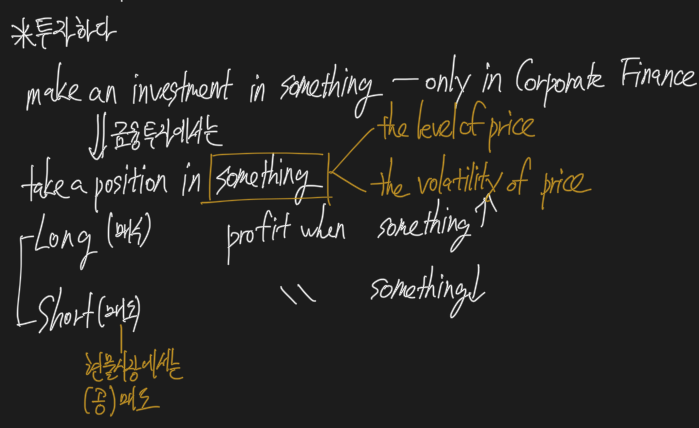 ※투자하다
make an investment in something — only in Corporate Finance
⇓ 금융투자에서는
the level of price
take a position in something
the volatility of price
Long (매수) profit when something↑
Short (매도) 〃 something↓
현물시장에서는
(공)매도